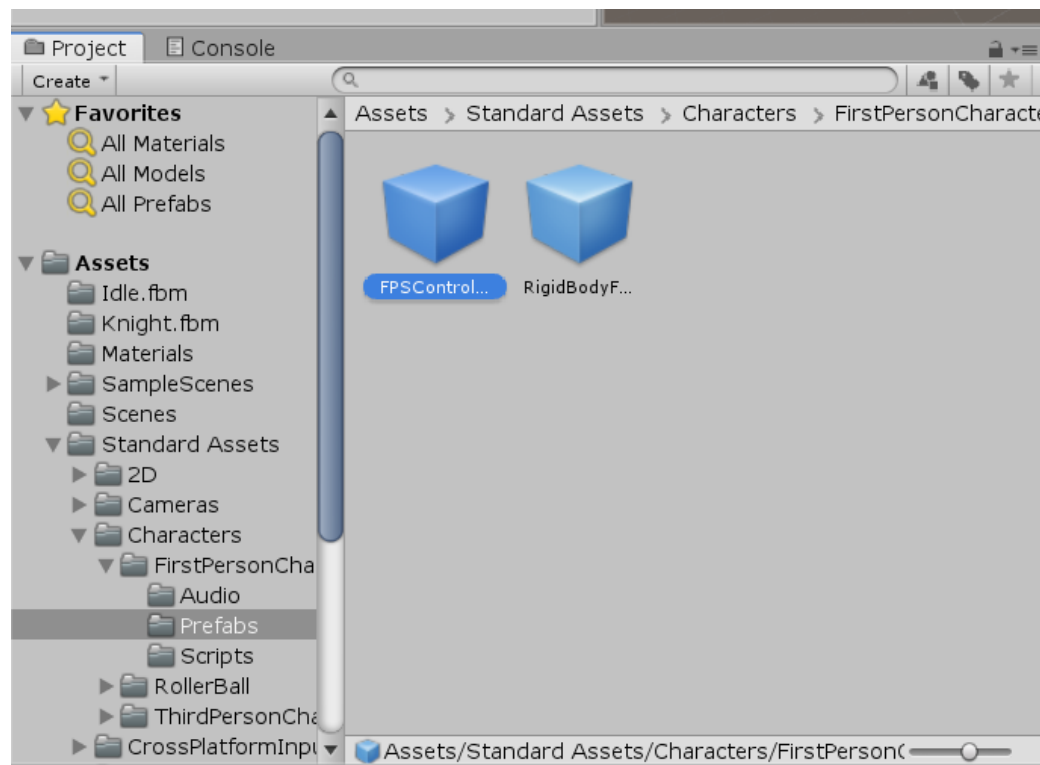 Project
Console
Create
Favorites
All Materials
All Models
All Prefabs
Assets
Idle.fbm
Knight.fbm
Materials
SampleScenes
Scenes
Standard Assets
2D
Cameras
Characters
FirstPersonCha
Audio
Prefabs
Scripts
RollerBall
ThirdPersonCha
CrossPlatformInpu
Assets > Standard Assets > Characters > FirstPersonCharacte
FPSControl...
RigidBodyF...
Assets/Standard Assets/Characters/FirstPerson(